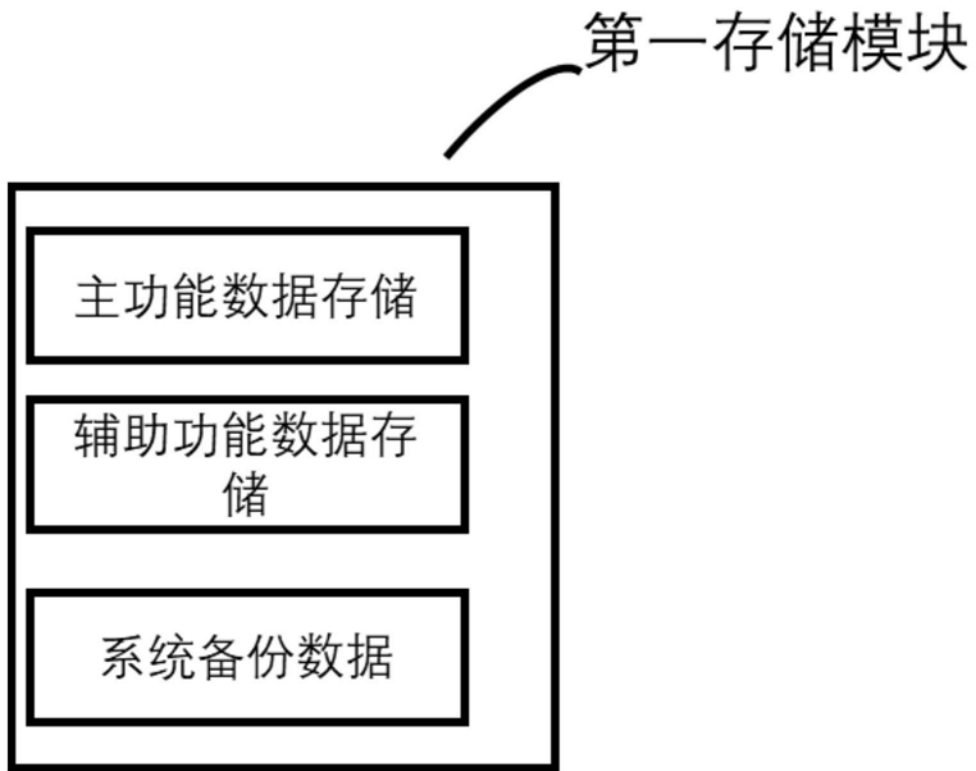 第一存储模块
主功能数据存储
辅助功能数据存
储
系统备份数据